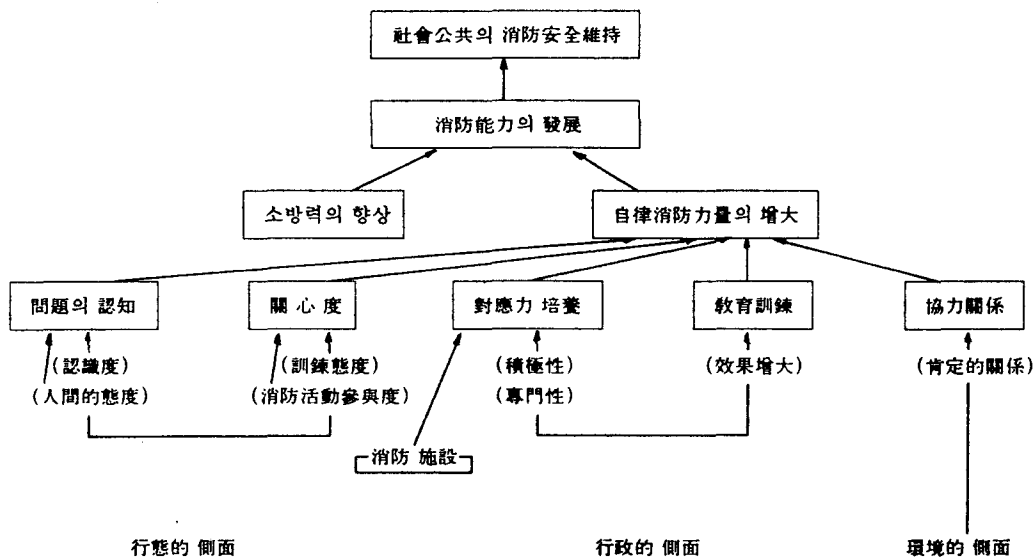 社會公共의 消防安全維持
消防能力의 發展
소방력의 향상
自律消防力量의 增大
問題의 認知
關心度
對應力 培養
敎育訓練
協力關係
(認識度)
(訓練態度)
(積極性)
(效果增大)
(肯定的關係)
(人間的態度)
(消防活動參與度)
(專門性)
消防 施設
行態的 側面
行政的 側面
環境的 側面